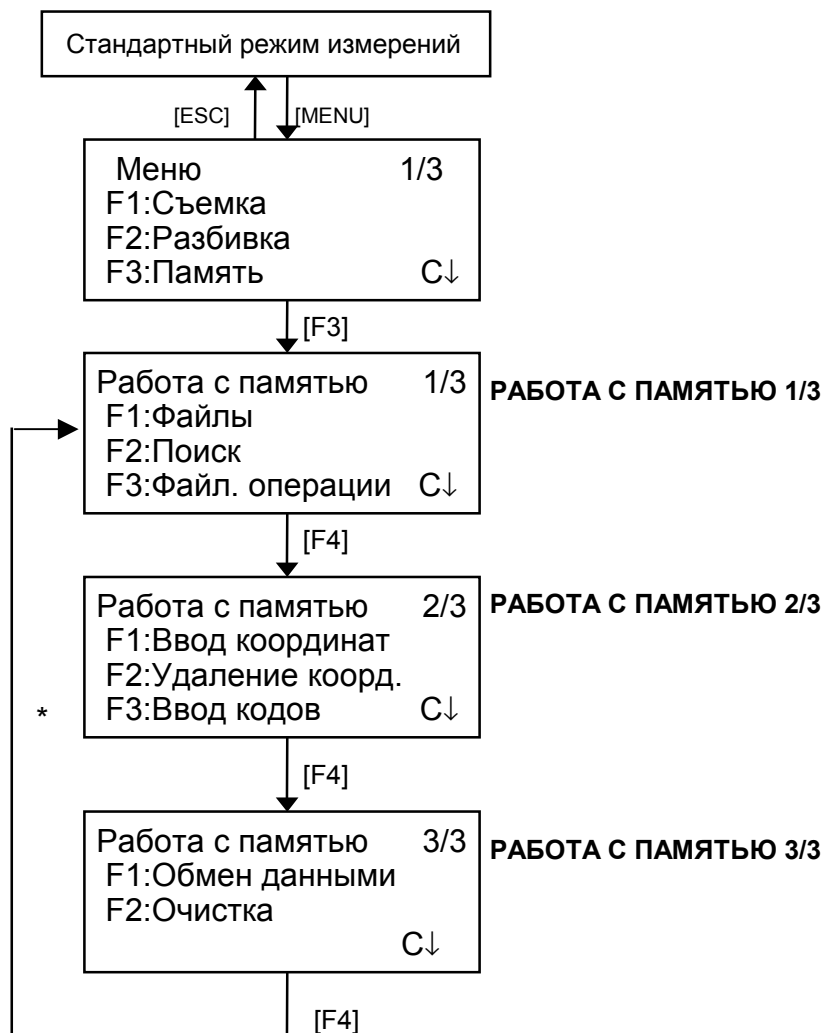 Стандартный режим измерений
[ESC] [MENU]
Меню 1/3
F1:Съемка
F2:Разбивка
F3:Память С↓
[F3]
Работа с памятью 1/3 РАБОТА С ПАМЯТЬЮ 1/3
F1:Файлы
F2:Поиск
F3:Файл. операции С↓
[F4]
Работа с памятью 2/3 РАБОТА С ПАМЯТЬЮ 2/3
F1:Ввод координат
F2:Удаление коорд.
* F3:Ввод кодов С↓
[F4]
Работа с памятью 3/3 РАБОТА С ПАМЯТЬЮ 3/3
F1:Обмен данными
F2:Очистка
С↓
[F4]